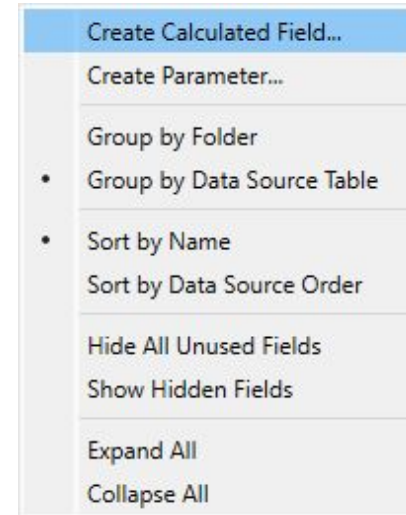 Create Calculated Field...
Create Parameter...
Group by Folder
• Group by Data Source Table
• Sort by Name
Sort by Data Source Order
Hide All Unused Fields
Show Hidden Fields
Expand All
Collapse All